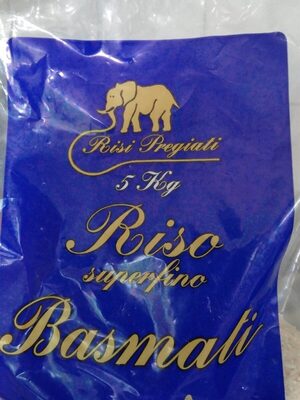 Risi Pregiati
5 Kg
Riso
superfino
Basmati